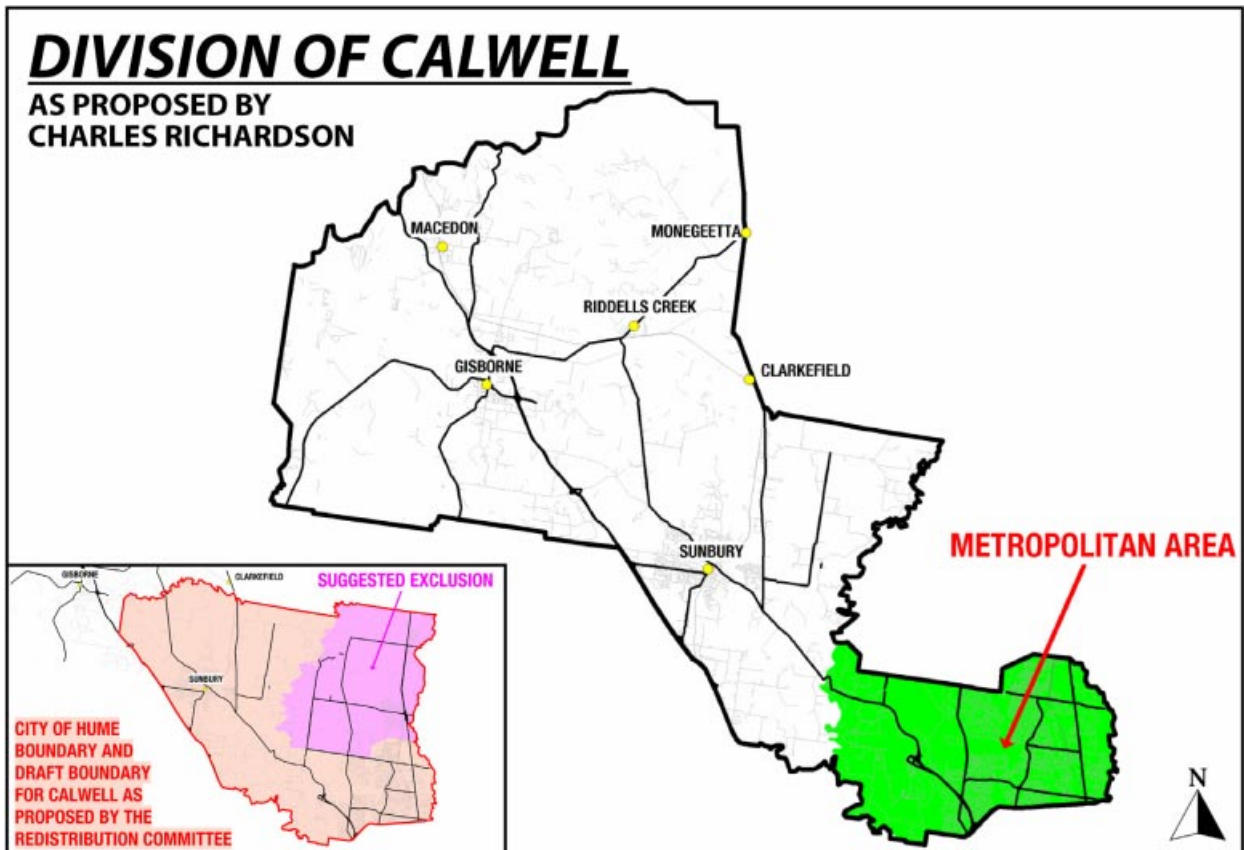 DIVISION OF CALWELL
AS PROPOSED BY
CHARLES RICHARDSON
MACEDON
MONEGEETTA
RIDDELLS CREEK
GISBORNE
CLARKEFIELD
SUNBURY
METROPOLITAN AREA
N
GISBORNE
CLARKEFIELD
SUGGESTED EXCLUSION
SUNBURY
CITY OF HUME
BOUNDARY AND
DRAFT BOUNDARY
FOR CALWELL AS
PROPOSED BY THE
REDISTRIBUTION COMMITTEE